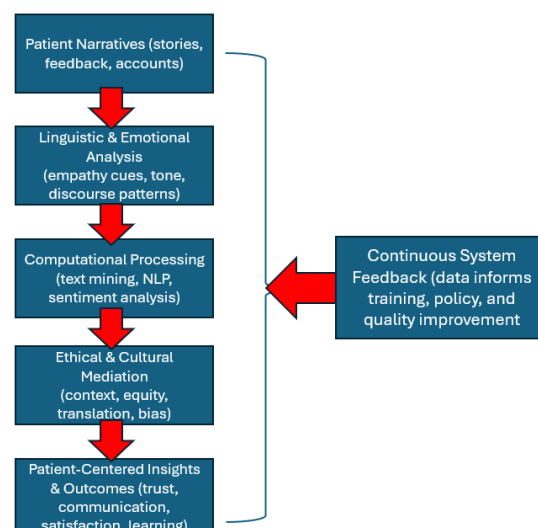 Patient Narratives (stories,
feedback, accounts)
Linguistic & Emotional
Analysis
(empathy cues, tone,
discourse patterns)
Computational Processing
(text mining, NLP,
sentiment analysis)
Ethical & Cultural
Mediation
(context, equity,
translation, bias)
Patient-Centered Insights
& Outcomes (trust,
communication,
satisfaction, learning)
Continuous System
Feedback (data informs
training, policy, and
quality improvement